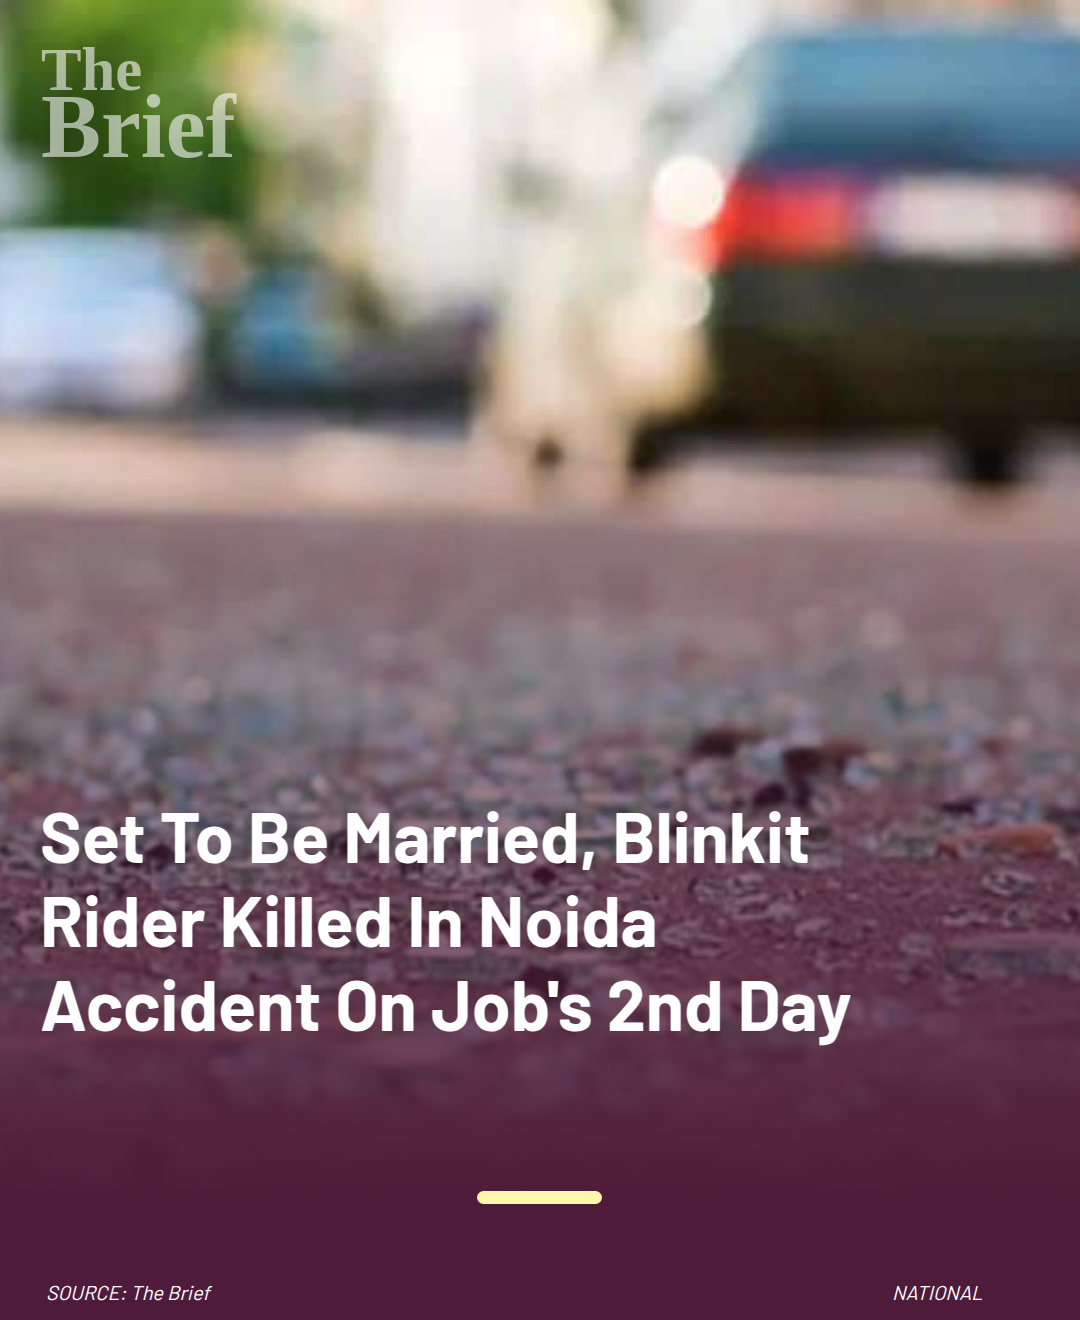 The
Brief
Set To Be Married, Blinkit
Rider Killed In Noida
Accident On Job's 2nd Day
SOURCE: The Brief
NATIONAL